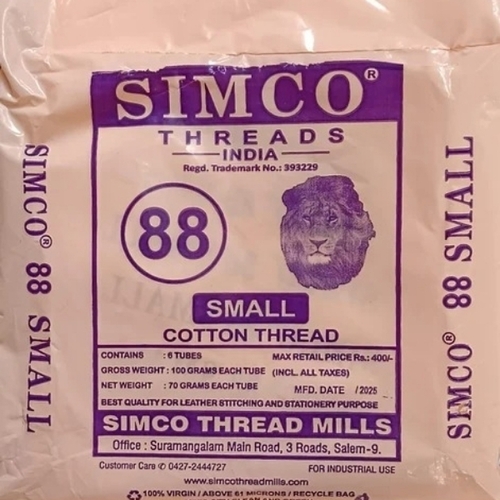 SIMCO®
THREADS
INDIA
Regd. Trademark No.: 393229
88
SMALL
COTTON THREAD
CONTAINS : 6 TUBES MAX RETAIL PRICE Rs.: 400/-
GROSS WEIGHT : 100 GRAMS EACH TUBE (INCL. ALL TAXES)
NET WEIGHT : 70 GRAMS EACH TUBE MFD. DATE /2025
BEST QUALITY FOR LEATHER STITCHING AND STATIONERY PURPOSE
SIMCO THREAD MILLS
Office : Suramangalam Main Road, 3 Roads, Salem-9.
Customer Care ✆ 0427-2444727 FOR INDUSTRIAL USE
www.simcothreadmills.com
100% VIRGIN / ABOVE 61 MICRONS / RECYCLE BAG
SIMCO® 88 SMALL
SIMCO® 88 SMALL